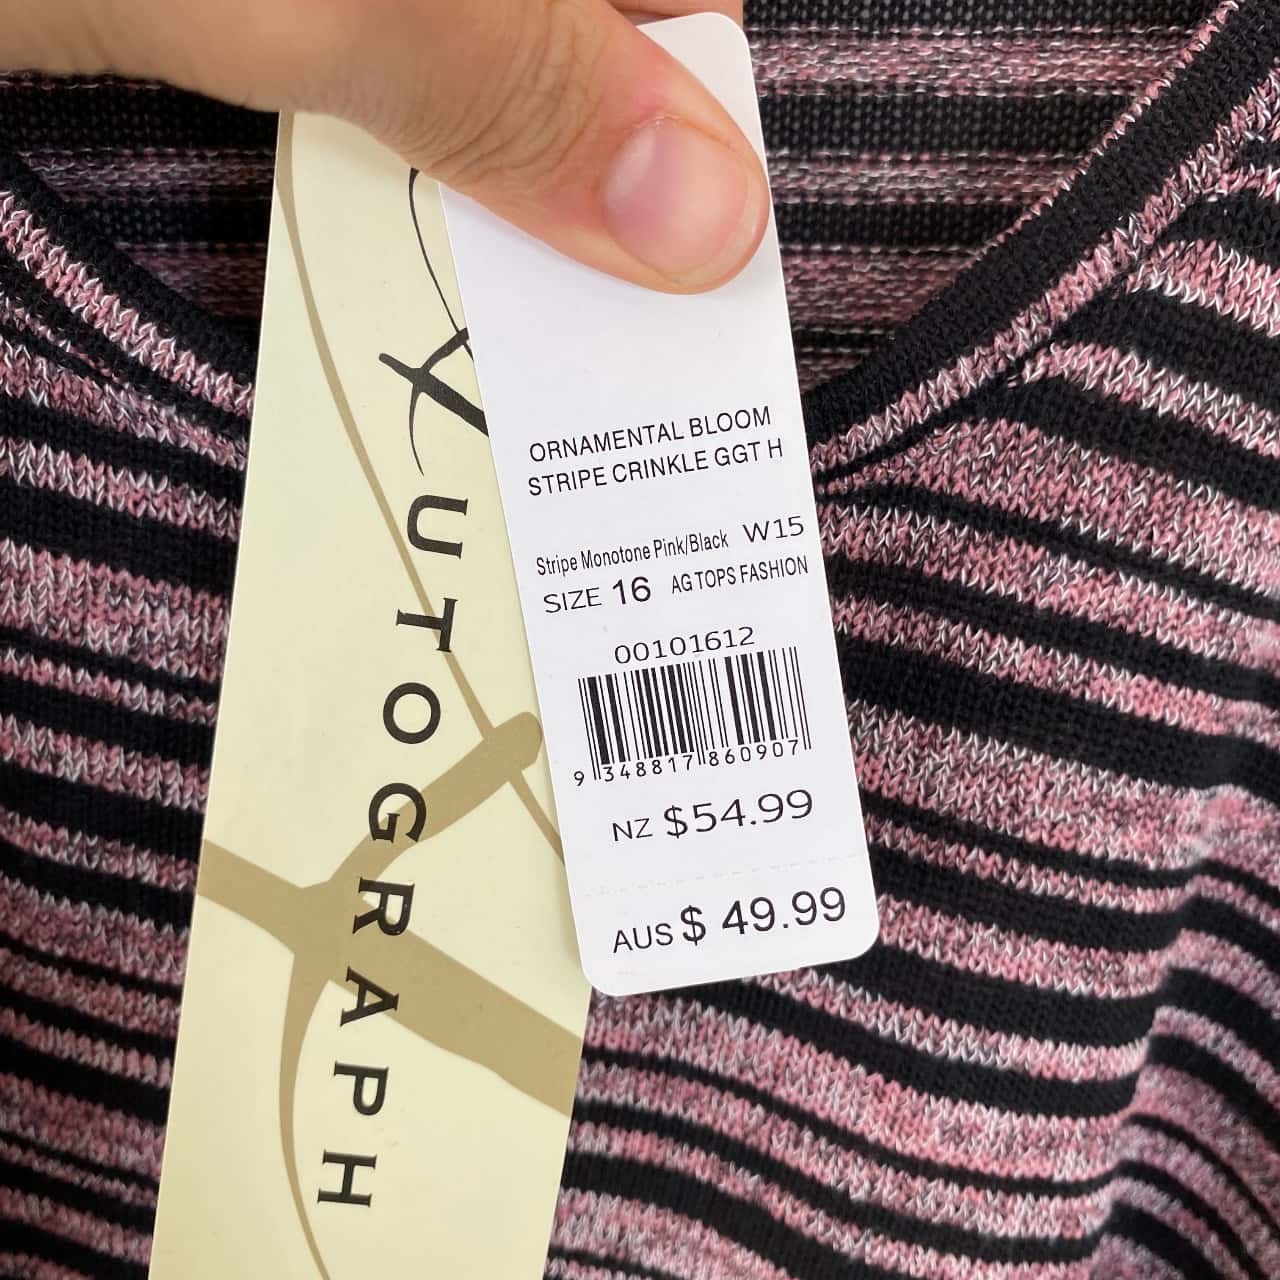 AUTOGRAPH
ORNAMENTAL BLOOM
STRIPE CRINKLE GGT H
Stripe Monotone Pink/Black W15
SIZE 16 AG TOPS FASHION
00101612
9 348817 860907
NZ $54.99
AUS $ 49.99